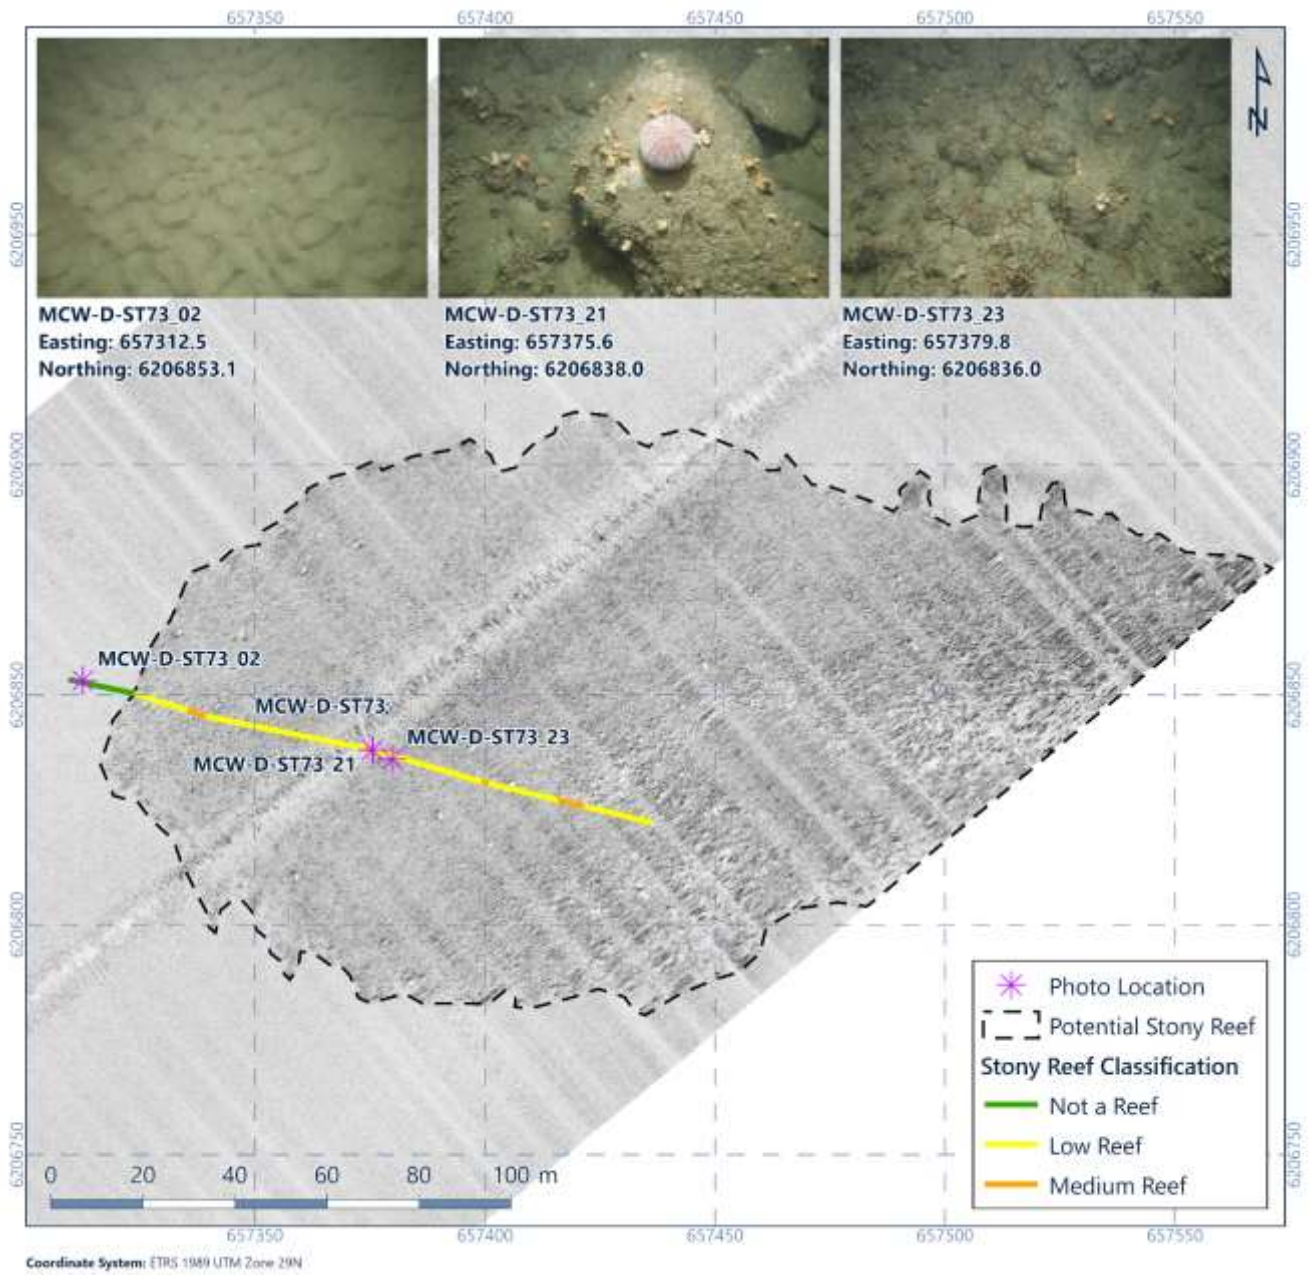 657350 657400 657450 657500 657550
MCW-D-ST73_02
Easting: 657312.5
Northing: 6206853.1
MCW-D-ST73_21
Easting: 657375.6
Northing: 6206838.0
MCW-D-ST73_23
Easting: 657379.8
Northing: 6206836.0
N
6206950
6206950
6206900
6206900
MCW-D-ST73_02
6206850
6206850
MCW-D-ST73
MCW-D-ST73_23
MCW-D-ST73_21
6206800
6206800
Photo Location
Potential Stony Reef
Stony Reef Classification
Not a Reef
Low Reef
Medium Reef
6206750
6206750
0 20 40 60 80 100 m
657350 657400 657450 657500 657550
Coordinate System: ETRS 1989 UTM Zone 29N